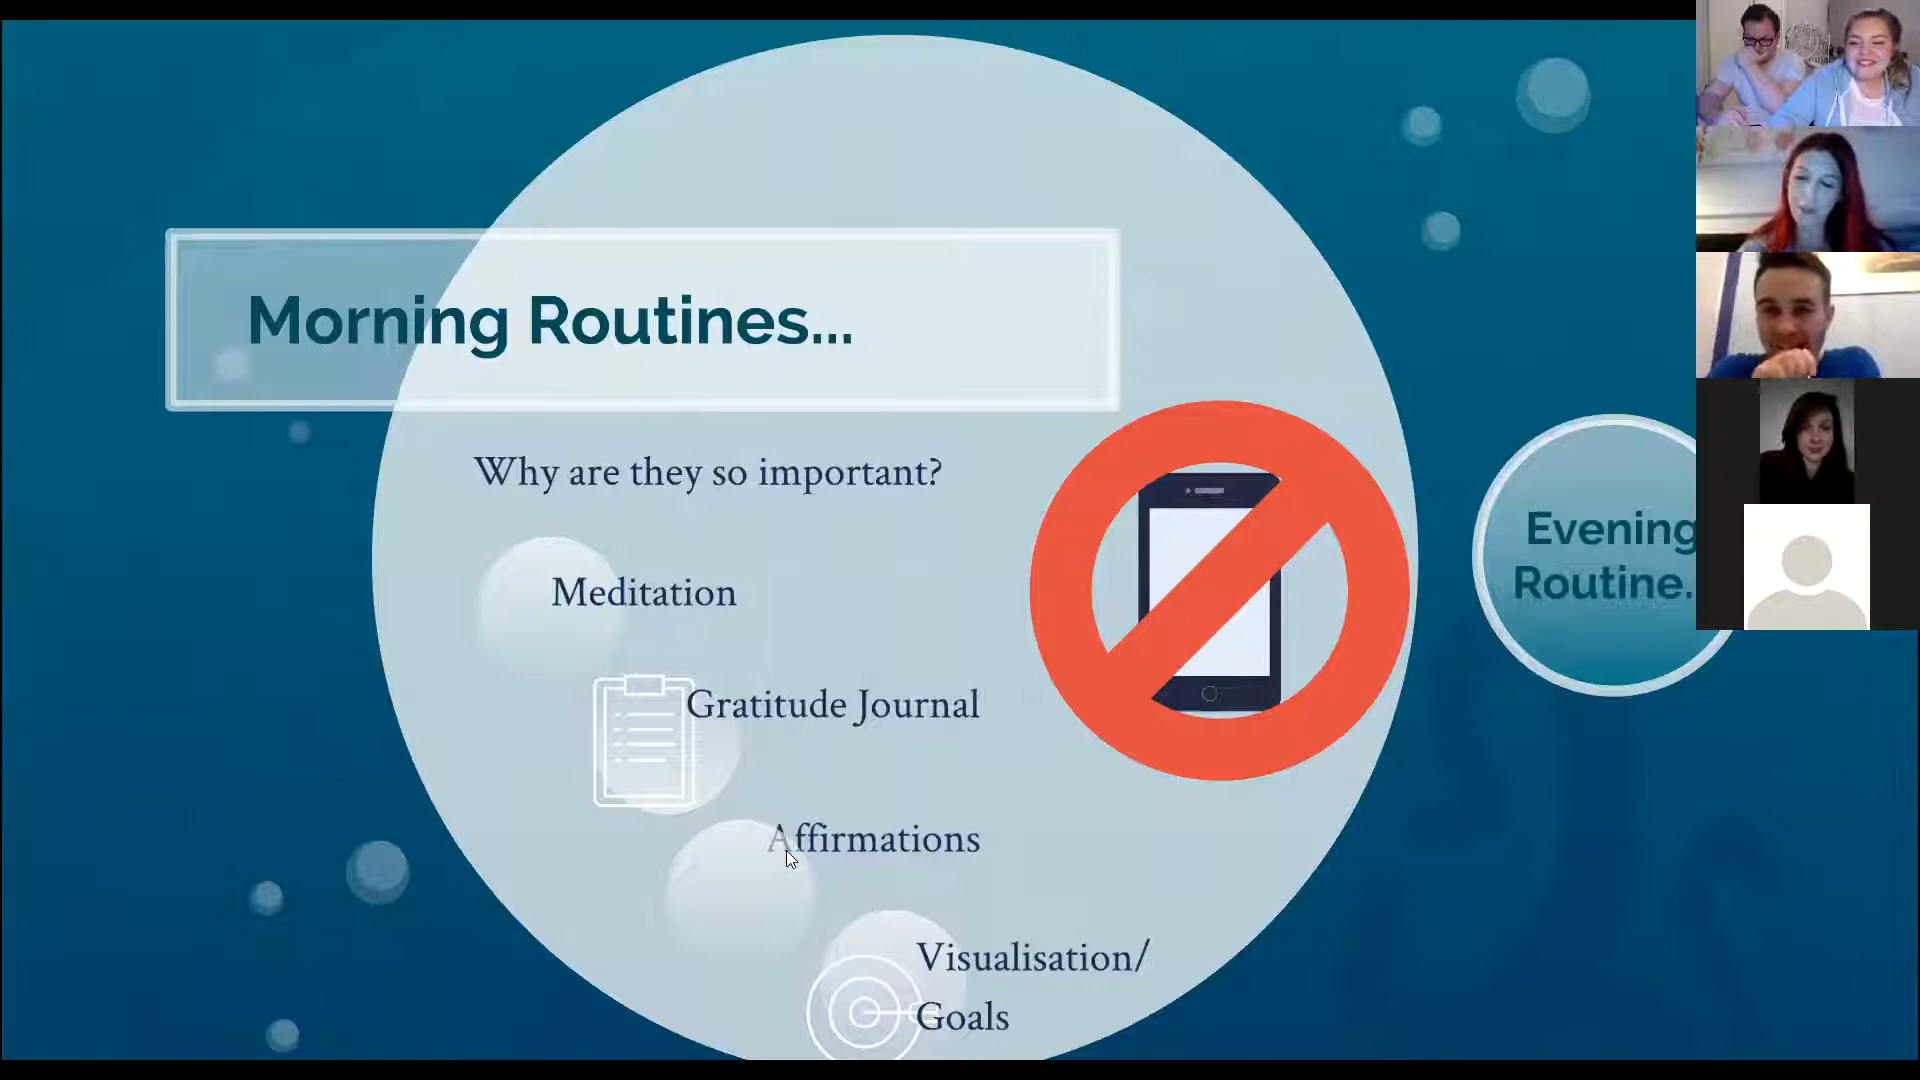 Morning Routines...
Why are they so important?
Meditation
Gratitude Journal
Affirmations
Visualisation/
Goals
Evening
Routine.